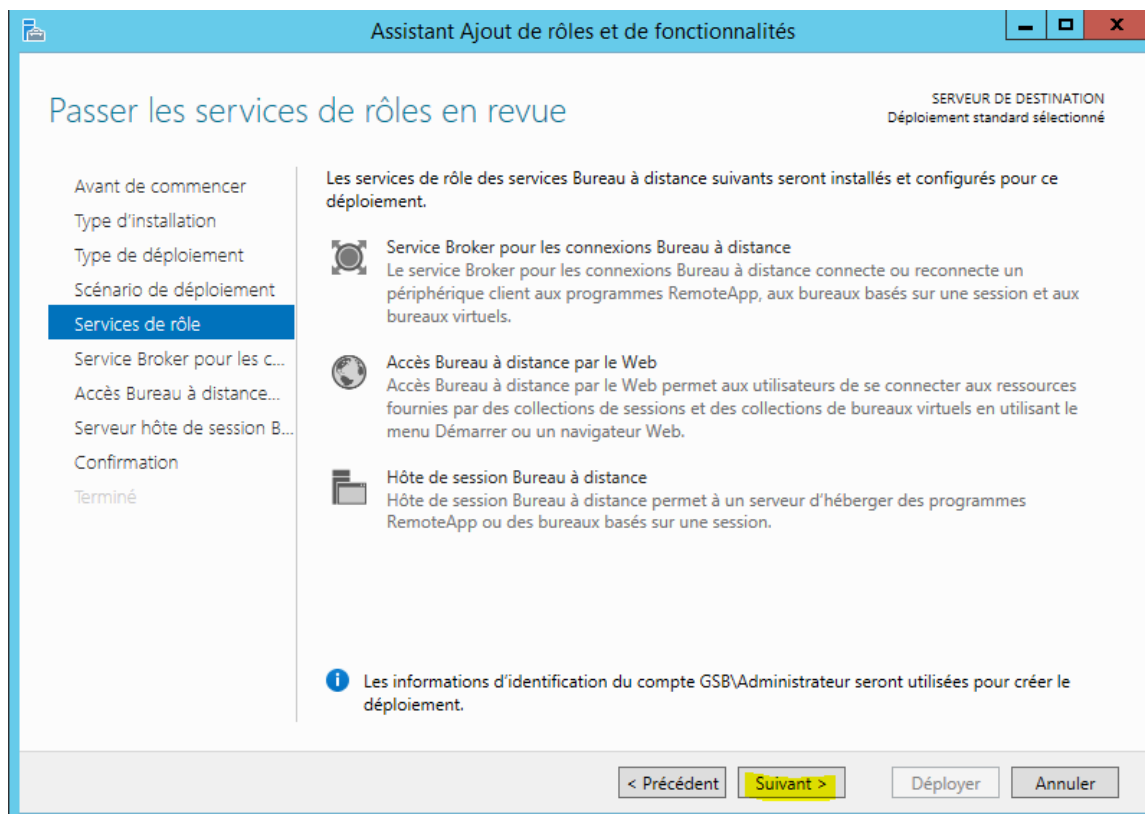 Assistant Ajout de rôles et de fonctionnalités
Passer les services de rôles en revue
SERVEUR DE DESTINATION
Déploiement standard sélectionné
Avant de commencer
Type d'installation
Type de déploiement
Scénario de déploiement
Services de rôle
Service Broker pour les c...
Accès Bureau à distance...
Serveur hôte de session B...
Confirmation
Terminé
Les services de rôle des services Bureau à distance suivants seront installés et configurés pour ce
déploiement.
Service Broker pour les connexions Bureau à distance
Le service Broker pour les connexions Bureau à distance connecte ou reconnecte un
périphérique client aux programmes RemoteApp, aux bureaux basés sur une session et aux
bureaux virtuels.
Accès Bureau à distance par le Web
Accès Bureau à distance par le Web permet aux utilisateurs de se connecter aux ressources
fournies par des collections de sessions et des collections de bureaux virtuels en utilisant le
menu Démarrer ou un navigateur Web.
Hôte de session Bureau à distance
Hôte de session Bureau à distance permet à un serveur d'héberger des programmes
RemoteApp ou des bureaux basés sur une session.
Les informations d'identification du compte GSB\Administrateur seront utilisées pour créer le
déploiement.
< Précédent
Suivant >
Déployer
Annuler